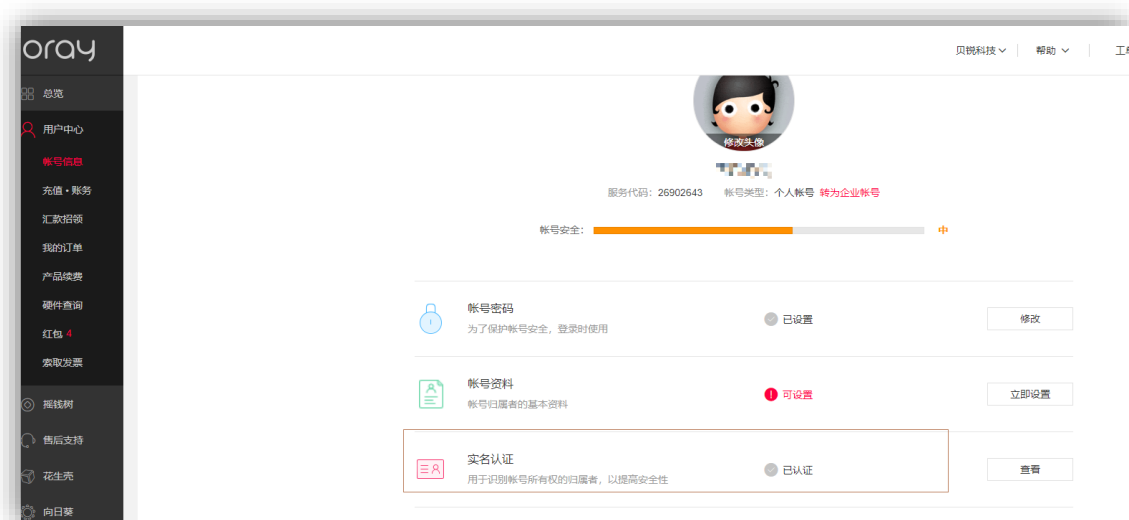 oray
贝锐科技
帮助
总览
用户中心
帐号信息
充值・账务
汇款招领
我的订单
产品续费
硬件查询
红包 4
索取发票
摇钱树
售后支持
花生壳
向日葵
修改头像
服务代码：26902643 帐号类型：个人帐号 转为企业帐号
帐号安全： 中
帐号密码
为了保护帐号安全，登录时使用
已设置
修改
帐号资料
帐号归属者的基本资料
可设置
立即设置
实名认证
用于识别帐号所有权的归属者，以提高安全性
已认证
查看